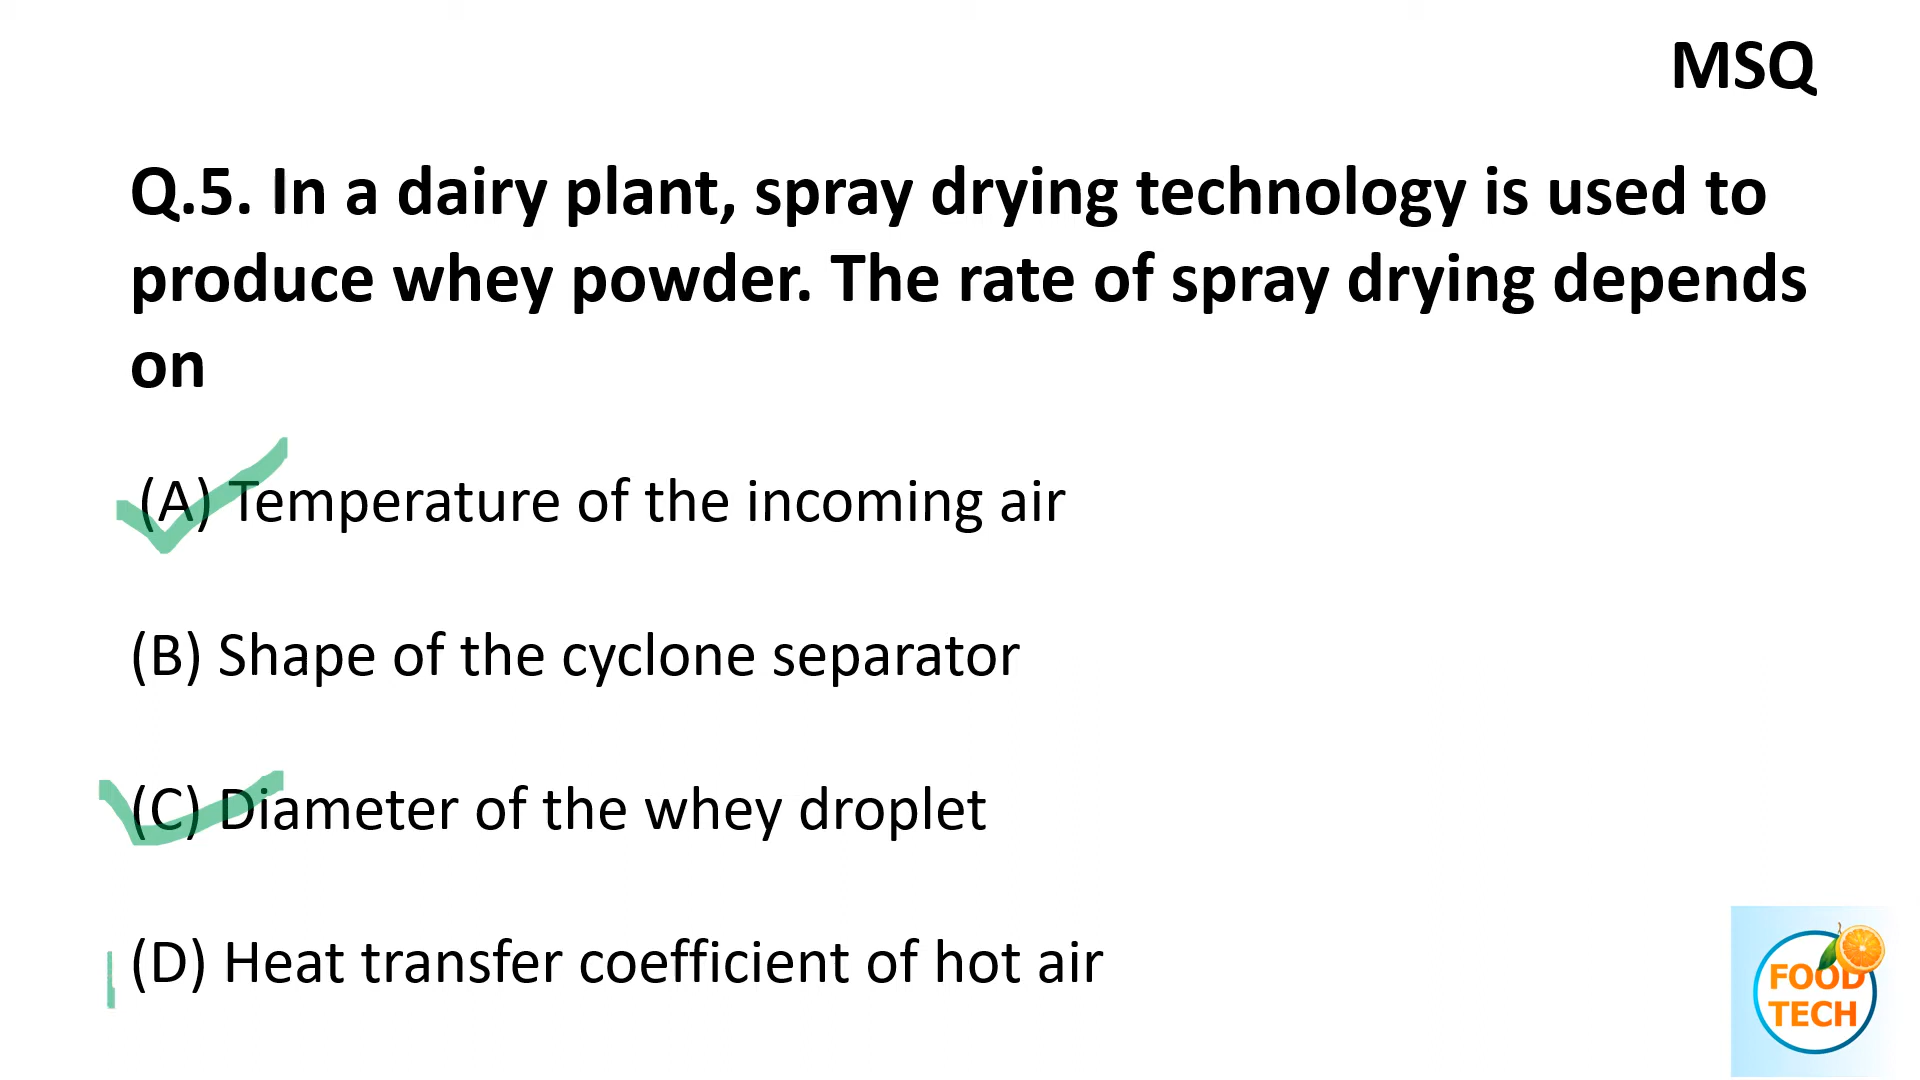 MSQ
Q.5. In a dairy plant, spray drying technology is used to
produce whey powder. The rate of spray drying depends
on
(A) Temperature of the incoming air
(B) Shape of the cyclone separator
(C) Diameter of the whey droplet
(D) Heat transfer coefficient of hot air
FOOD
TECH